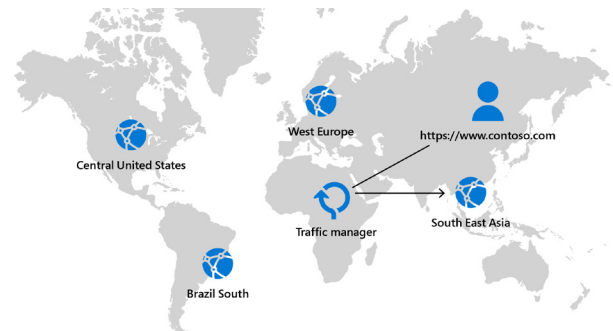 West Europe
https://www.contoso.com
Central United States
Traffic manager
South East Asia
Brazil South